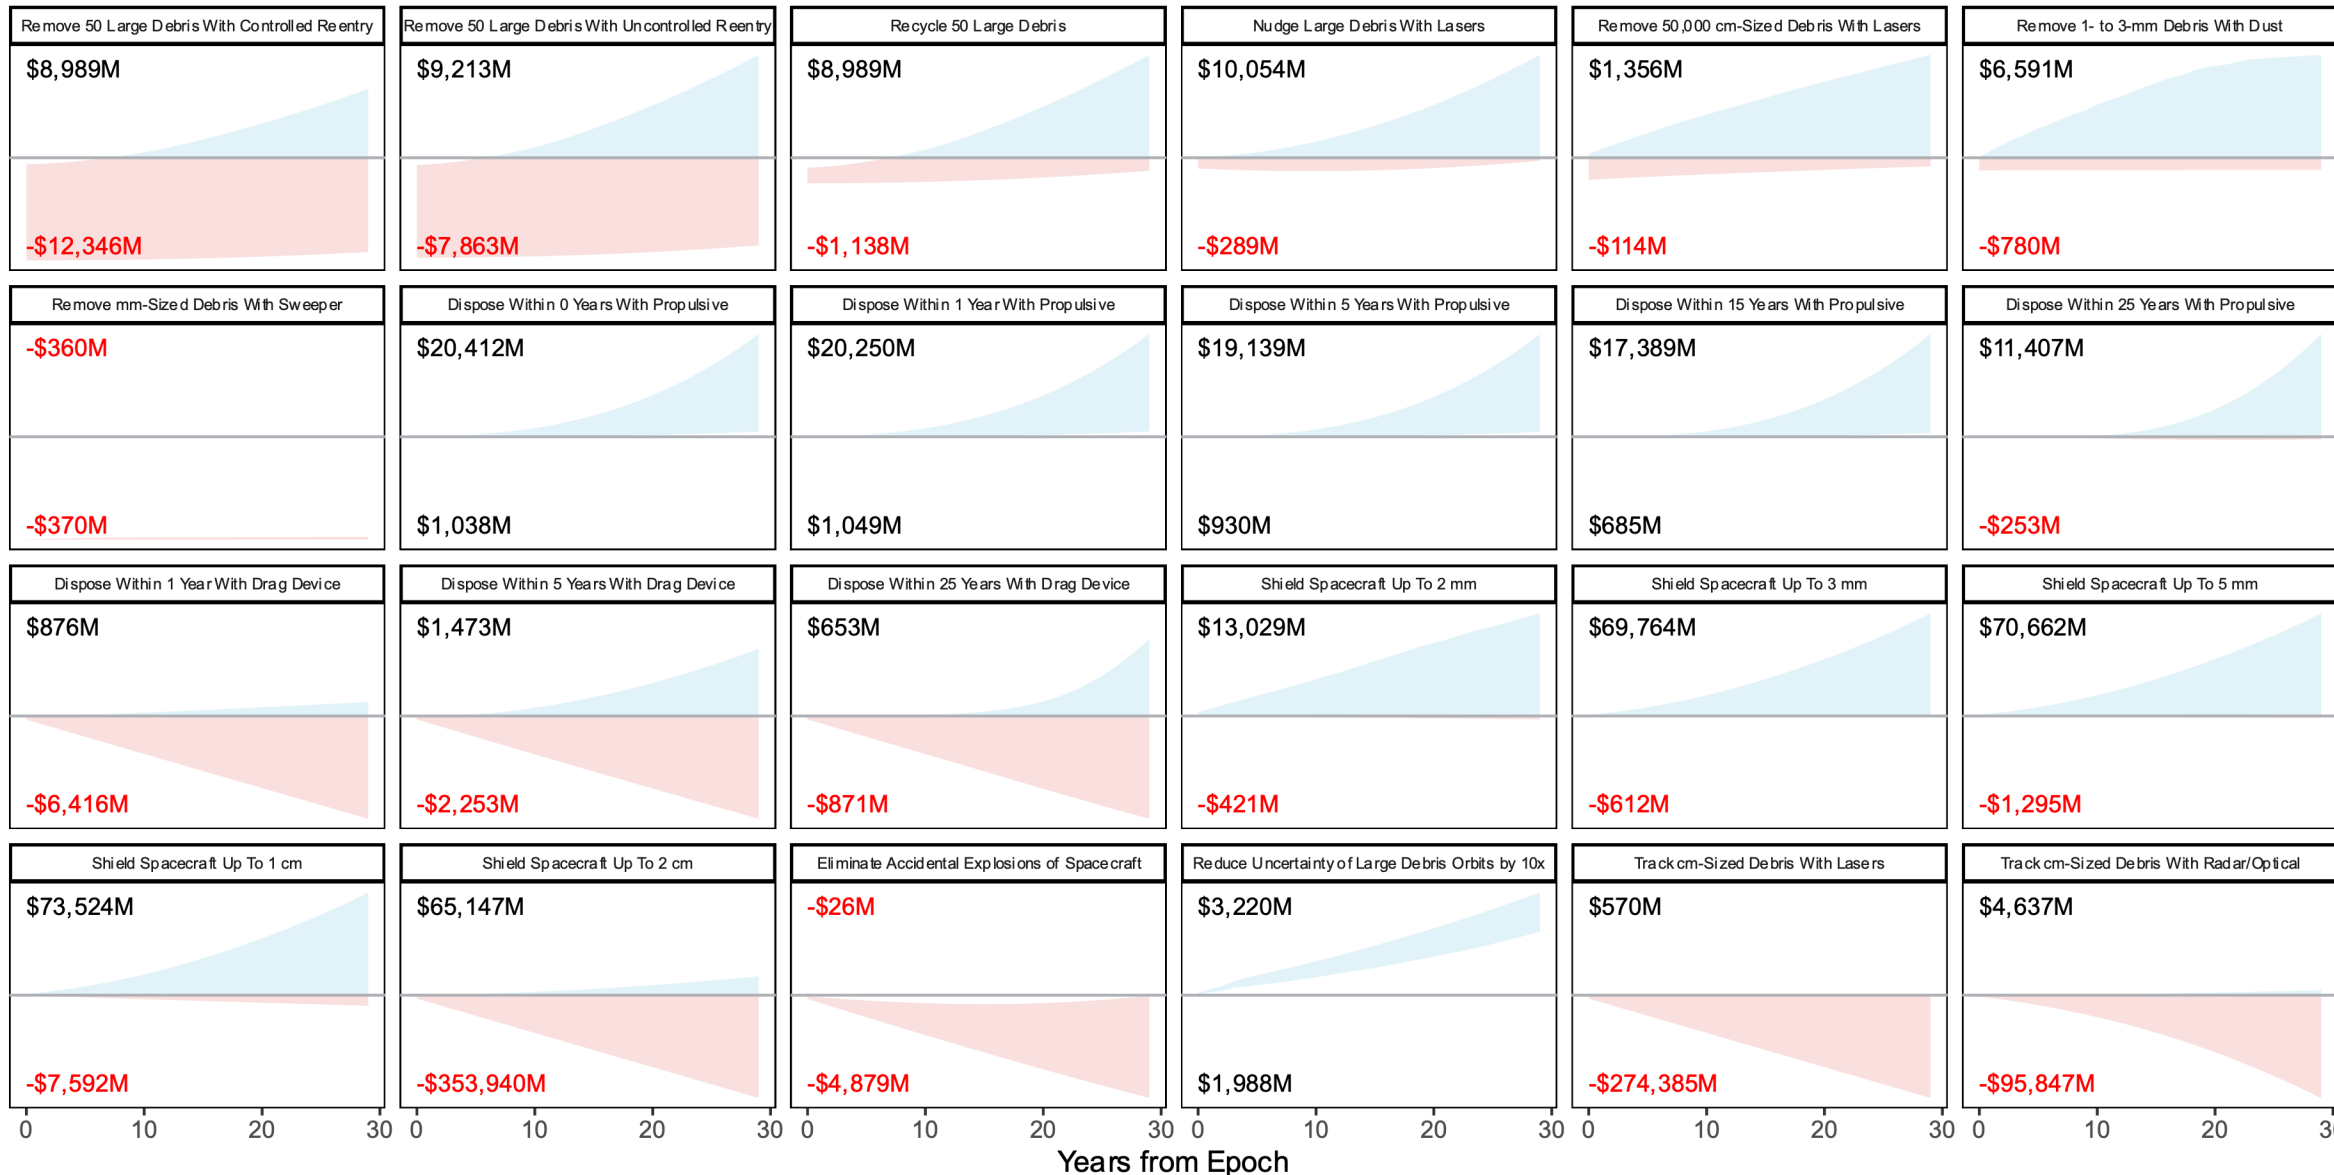 Remove 50 Large Debris With Controlled Reentry
Remove 50 Large Debris With Uncontrolled Reentry
Recycle 50 Large Debris
Nudge Large Debris With Lasers
Remove 50,000 cm-Sized Debris With Lasers
Remove 1- to 3-mm Debris With Dust
$8,989M
$9,213M
$8,989M
$10,054M
$1,356M
$6,591M
-$12,346M
-$7,863M
-$1,138M
-$289M
-$114M
-$780M
Remove mm-Sized Debris With Sweeper
Dispose Within 0 Years With Propulsive
Dispose Within 1 Year With Propulsive
Dispose Within 5 Years With Propulsive
Dispose Within 15 Years With Propulsive
Dispose Within 25 Years With Propulsive
-$360M
$20,412M
$20,250M
$19,139M
$17,389M
$11,407M
-$370M
$1,038M
$1,049M
$930M
$685M
-$253M
Dispose Within 1 Year With Drag Device
Dispose Within 5 Years With Drag Device
Dispose Within 25 Years With Drag Device
Shield Spacecraft Up To 2 mm
Shield Spacecraft Up To 3 mm
Shield Spacecraft Up To 5 mm
$876M
$1,473M
$653M
$13,029M
$69,764M
$70,662M
-$6,416M
-$2,253M
-$871M
-$421M
-$612M
-$1,295M
Shield Spacecraft Up To 1 cm
Shield Spacecraft Up To 2 cm
Eliminate Accidental Explosions of Spacecraft
Reduce Uncertainty of Large Debris Orbits by 10x
Track cm-Sized Debris With Lasers
Track cm-Sized Debris With Radar/Optical
$73,524M
$65,147M
-$26M
$3,220M
$570M
$4,637M
-$7,592M
-$353,940M
-$4,879M
$1,988M
-$274,385M
-$95,847M
0 10 20 30 0 10 20 30 0 10 20 30 0 10 20 30 0 10 20 30 0 10 20
Years from Epoch